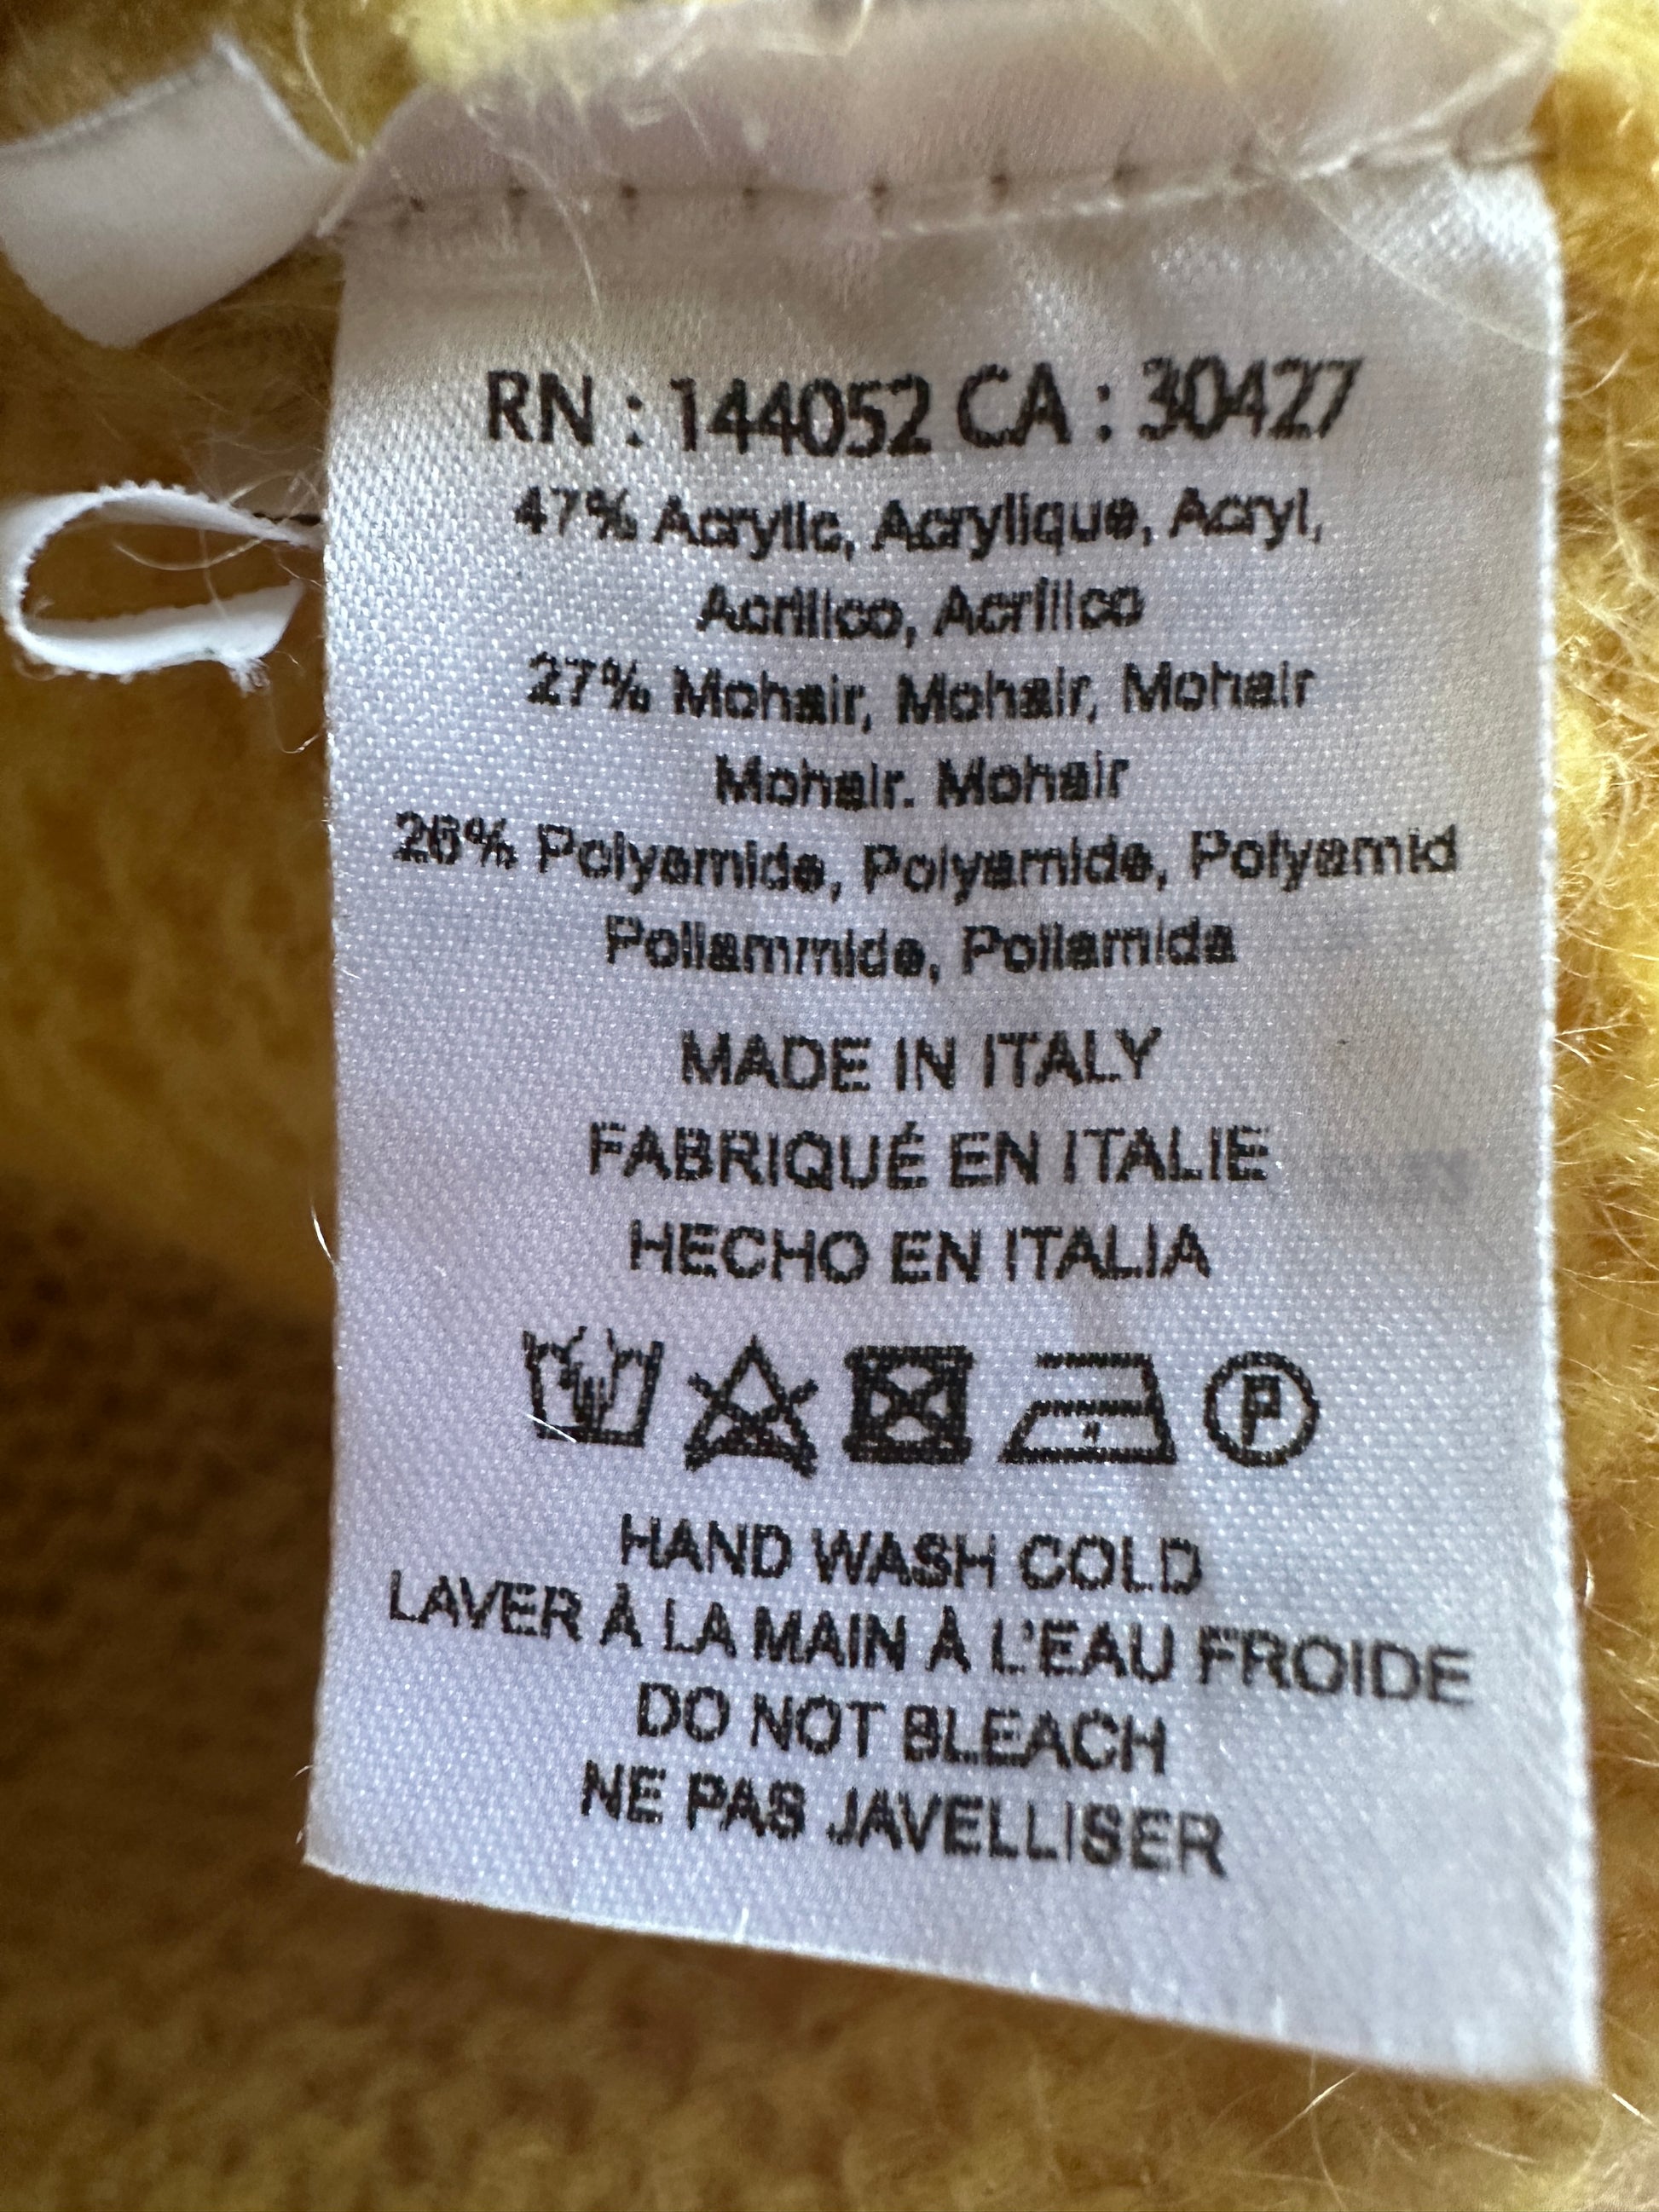 RN : 144052 CA : 30427
47% Acrylic, Acrylique, Acryl,
Acrilico, Acrílico
27% Mohair, Mohair, Mohair
Mohair. Mohair
26% Polyamide, Polyamide, Polyamid
Poliammide, Poliamida
MADE IN ITALY
FABRIQUÉ EN ITALIE
HECHO EN ITALIA
P
HAND WASH COLD
LAVER À LA MAIN À L'EAU FROIDE
DO NOT BLEACH
NE PAS JAVELLISER